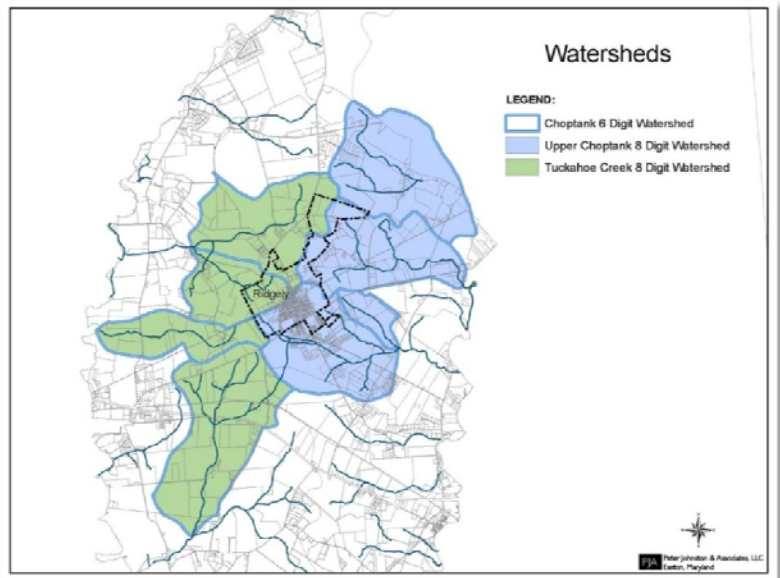 Watersheds
LEGEND:
Choptank 6 Digit Watershed
Upper Choptank 8 Digit Watershed
Tuckahoe Creek 8 Digit Watershed
Ridgely
PJA Peter Johnston & Associates, LLC
Easton, Maryland